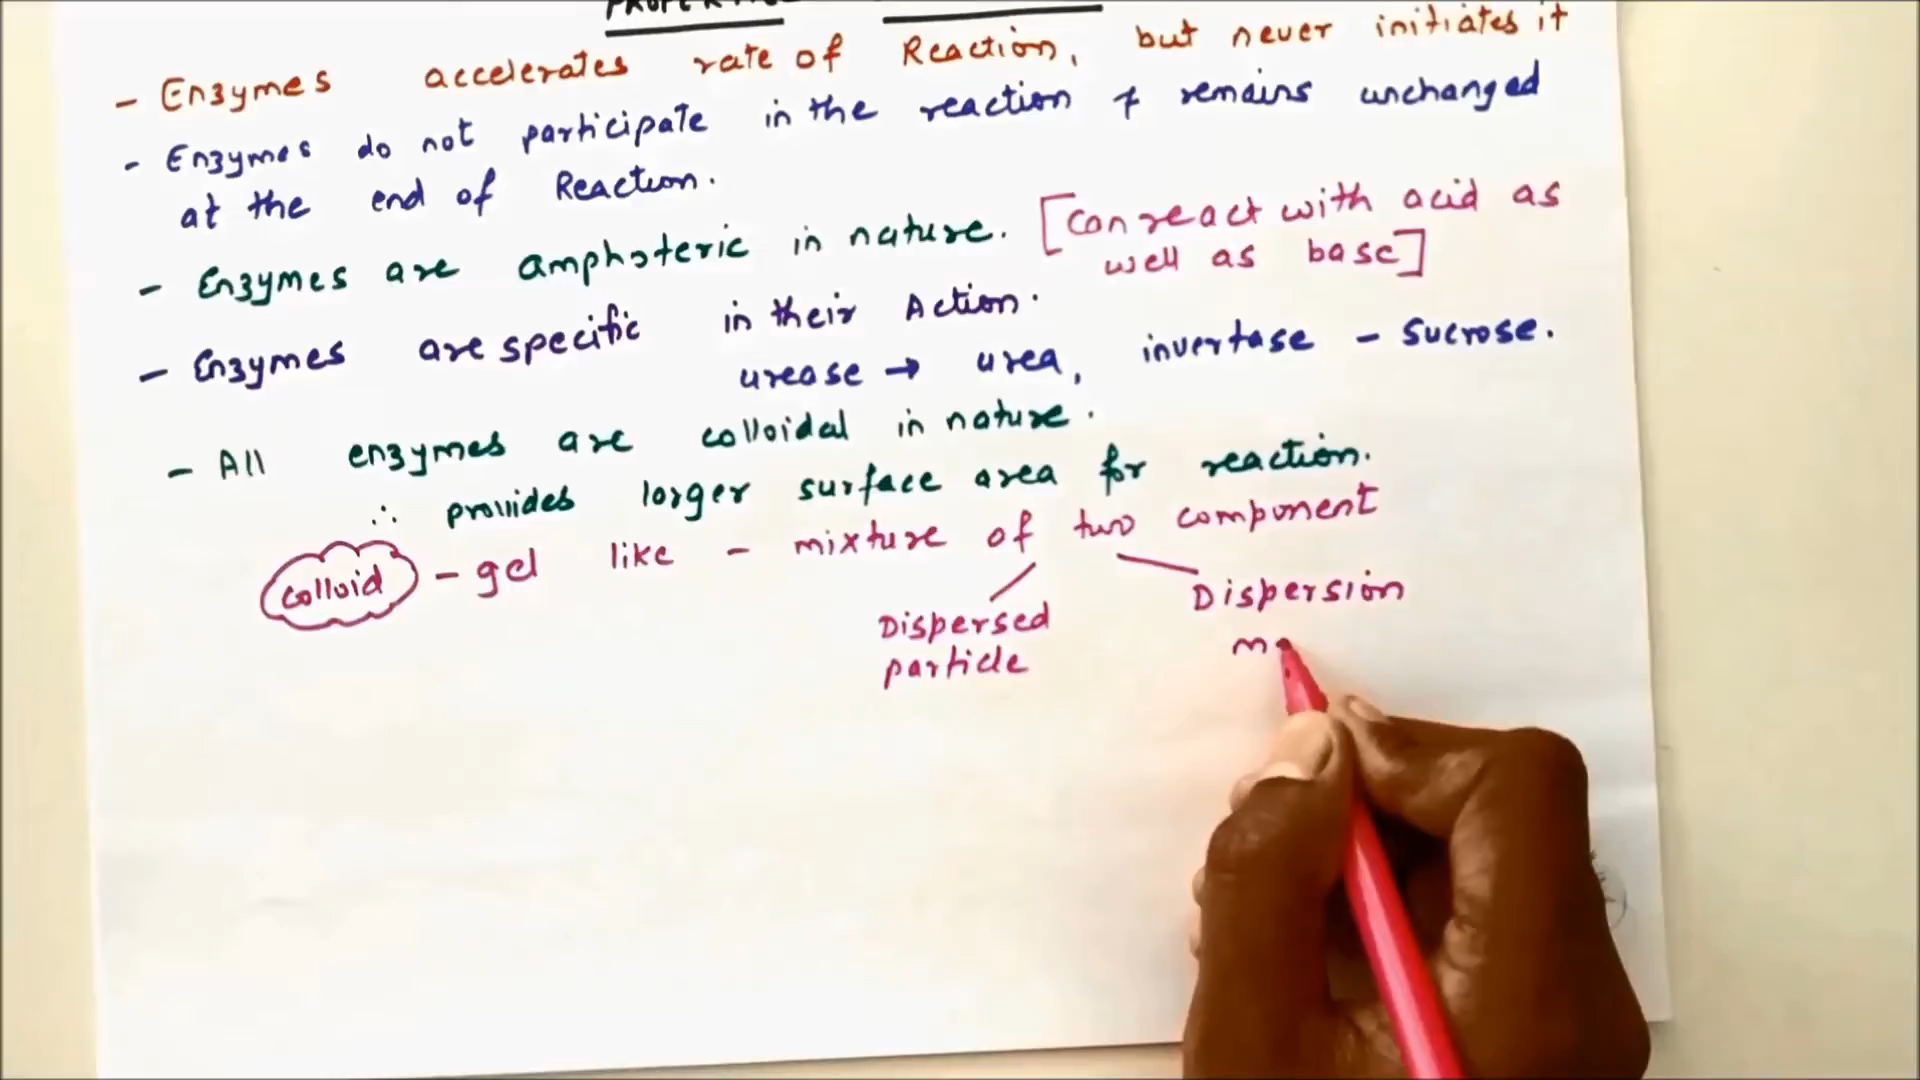 - Enzymes accelerates rate of Reaction, but never initiates it
- Enzymes do not participate in the reaction & remains unchanged
at the end of Reaction.
- Enzymes are amphoteric in nature. [Can react with acid as
well as base]
- Enzymes are specific in their Action.
urease → urea, invertase - Sucrose.
- All enzymes are colloidal in nature.
∴ provides larger surface area for reaction.
colloid - gel like - mixture of two component
Dispersed Dispersion
particle